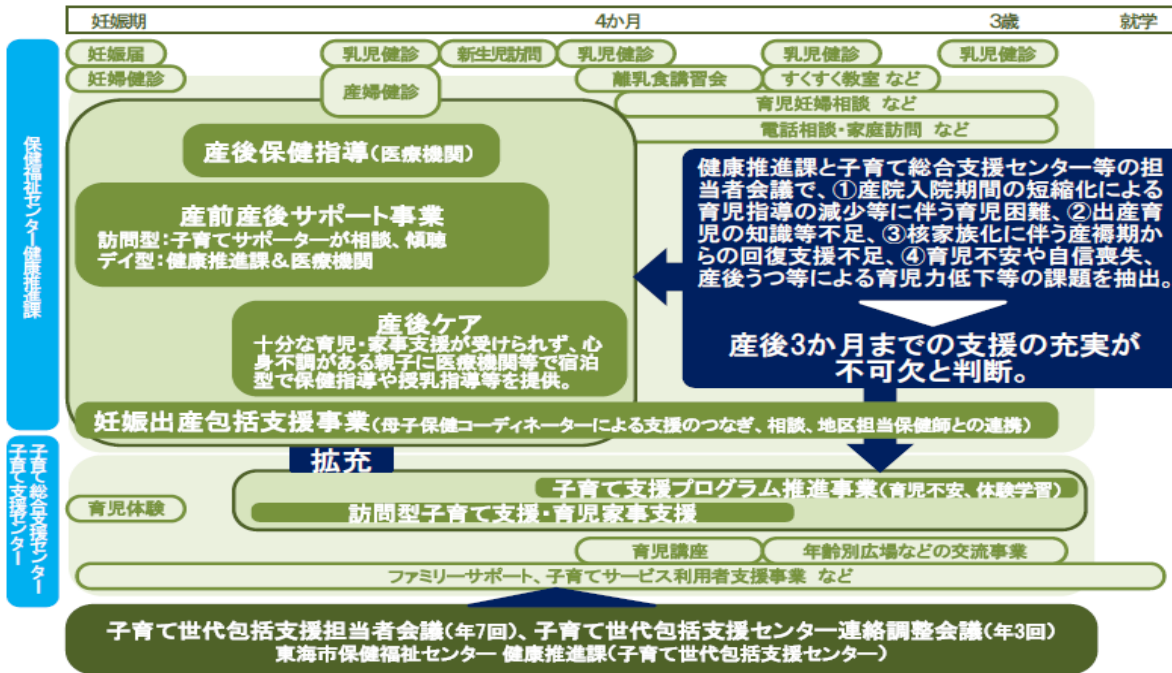 妊娠期 4か月 3歳 就学
保健福祉センター健康推進課
妊娠届 乳児健診 新生児訪問 乳児健診 乳児健診 乳児健診
妊婦健診 産婦健診 離乳食講習会 すくすく教室 など
育児妊婦相談 など
電話相談・家庭訪問 など
産後保健指導(医療機関)
産前産後サポート事業
訪問型:子育てサポーターが相談、傾聴
デイ型:健康推進課&医療機関
産後ケア
十分な育児・家事支援が受けられず、心
身不調がある親子に医療機関等で宿泊
型で保健指導や授乳指導等を提供。
健康推進課と子育て総合支援センター等の担
当者会議で、①産院入院期間の短縮化による
育児指導の減少等に伴う育児困難、②出産育
児の知識等不足、③核家族化に伴う産褥期か
らの回復支援不足、④育児不安や自信喪失、
産後うつ等による育児力低下等の課題を抽出。
産後3か月までの支援の充実が
不可欠と判断。
妊娠出産包括支援事業(母子保健コーディネーターによる支援のつなぎ、相談、地区担当保健師との連携)
拡充
子育て総合支援センター
子育て支援センター
子育て支援プログラム推進事業(育児不安、体験学習)
育児体験 訪問型子育て支援・育児家事支援
育児講座 年齢別広場などの交流事業
ファミリーサポート、子育てサービス利用者支援事業 など
子育て世代包括支援担当者会議(年7回)、子育て世代包括支援センター連絡調整会議(年3回)
東海市保健福祉センター 健康推進課(子育て世代包括支援センター)